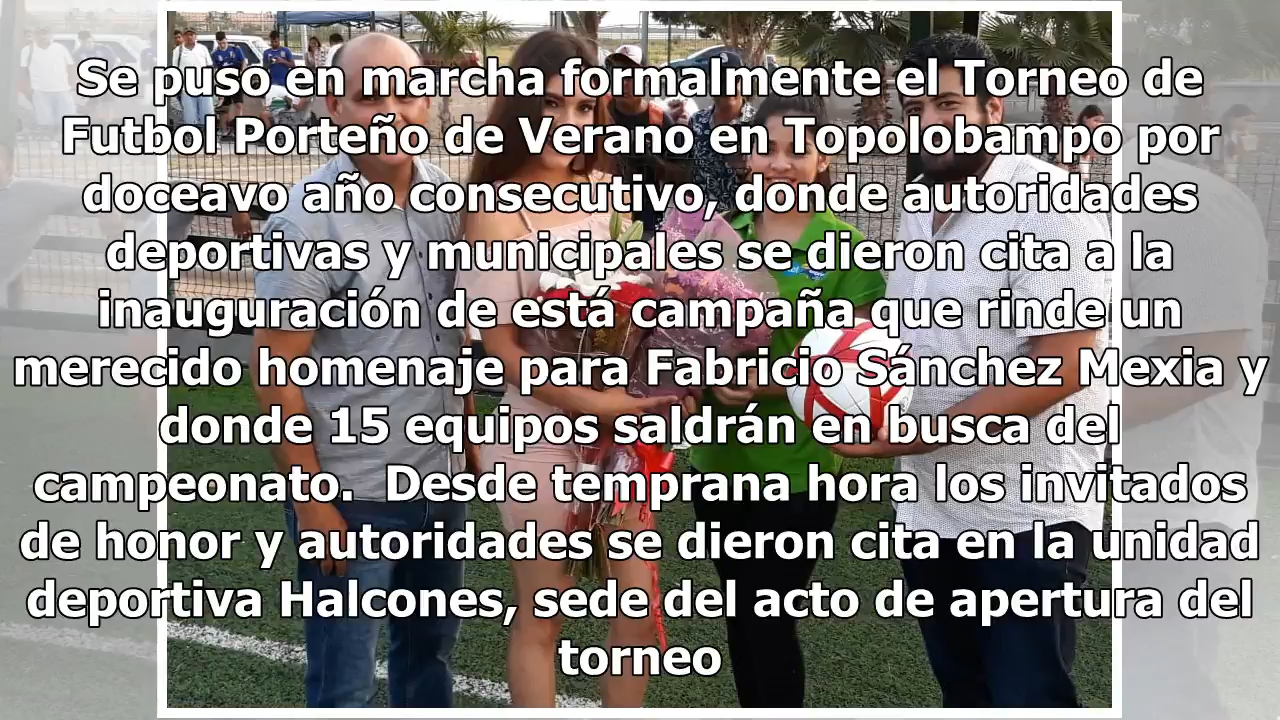 Se puso en marcha formalmente el Torneo de
Futbol Porteño de Verano en Topolobampo por
doceavo año consecutivo, donde autoridades
deportivas y municipales se dieron cita a la
inauguración de está campaña que rinde un
merecido homenaje para Fabricio Sánchez Mexia y
donde 15 equipos saldrán en busca del
campeonato.  Desde temprana hora los invitados
de honor y autoridades se dieron cita en la unidad
deportiva Halcones, sede del acto de apertura del
torneo